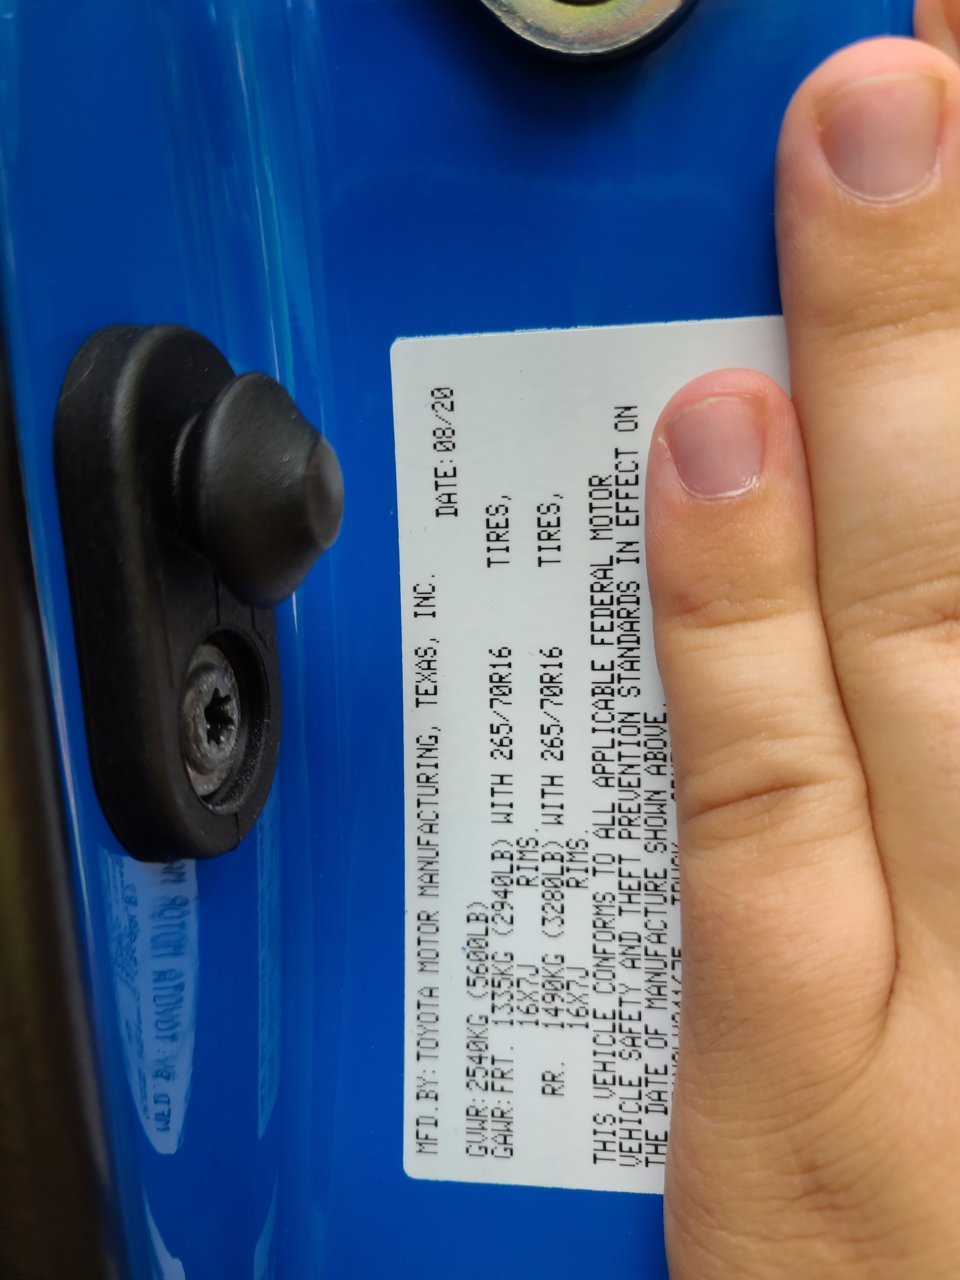 MFD.BY:TOYOTA MOTOR MANUFACTURING, TEXAS, INC.
DATE:08/20
GVWR:2540KG (5600LB)
GAWR:FRT. 1335KG (2940LB) WITH 265/70R16 TIRES,
16X7J RIMS.
RR. 1490KG (3280LB) WITH 265/70R16 TIRES,
16X7J RIMS.
THIS VEHICLE CONFORMS TO ALL APPLICABLE FEDERAL MOTOR
VEHICLE SAFETY AND THEFT PREVENTION STANDARDS IN EFFECT ON
THE DATE OF MANUFACTURE SHOWN ABOVE.